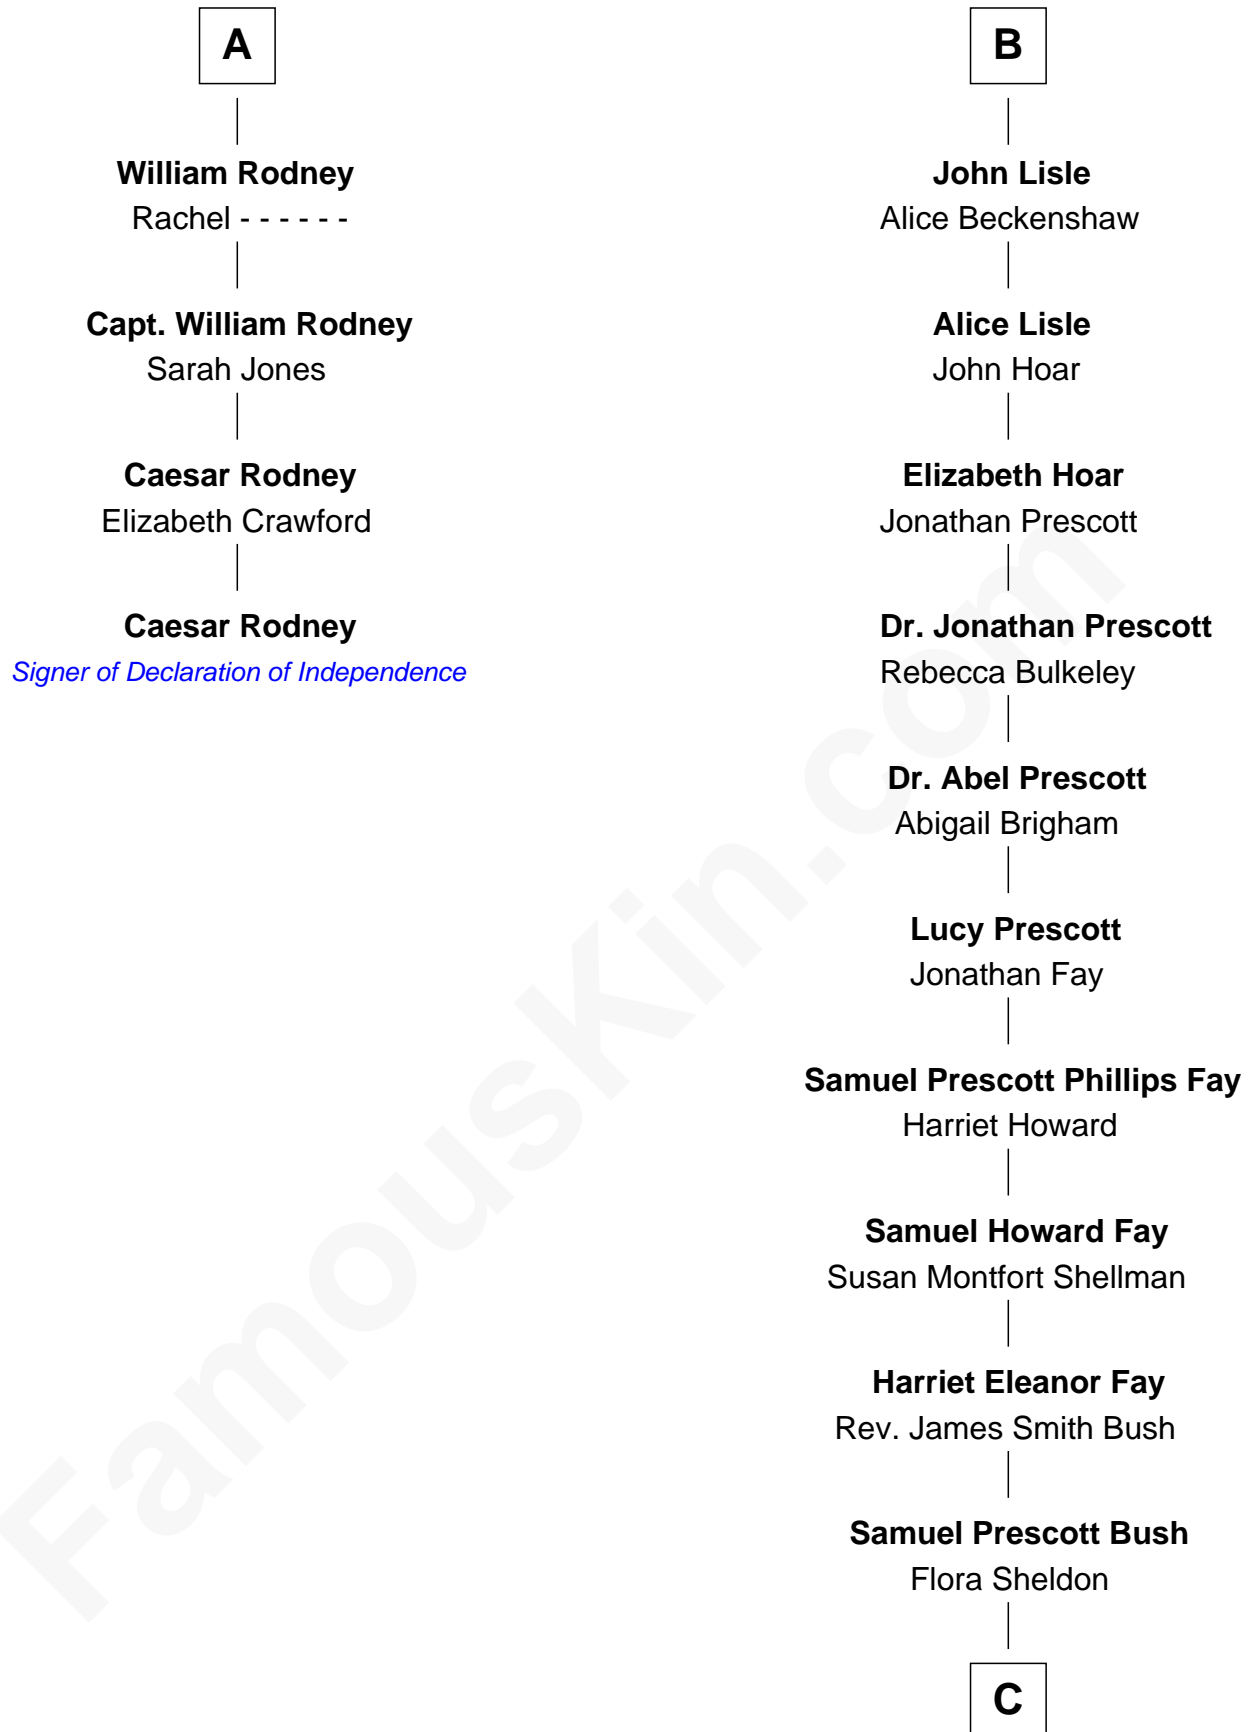 A
William Rodney
Rachel - - - - - -
Capt. William Rodney
Sarah Jones
Caesar Rodney
Elizabeth Crawford
Caesar Rodney
Signer of Declaration of Independence
B
John Lisle
Alice Beckenshaw
Alice Lisle
John Hoar
Elizabeth Hoar
Jonathan Prescott
Dr. Jonathan Prescott
Rebecca Bulkeley
Dr. Abel Prescott
Abigail Brigham
Lucy Prescott
Jonathan Fay
Samuel Prescott Phillips Fay
Harriet Howard
Samuel Howard Fay
Susan Montfort Shellman
Harriet Eleanor Fay
Rev. James Smith Bush
Samuel Prescott Bush
Flora Sheldon
C
FamousKin.com